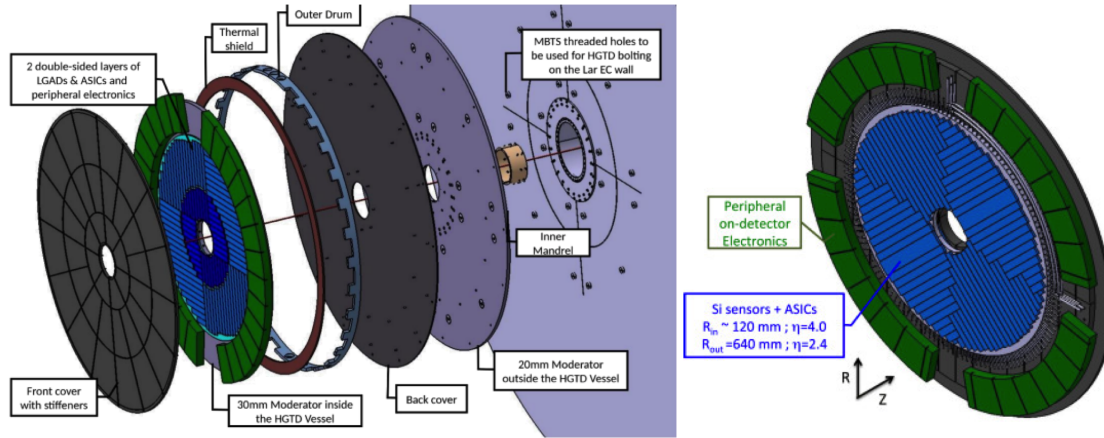 Outer Drum
Thermal
shield
2 double-sided layers of
LGADs & ASICs and
peripheral electronics
MBTS threaded holes to
be used for HGTD bolting
on the Lar EC wall
Inner
Mandrel
20mm Moderator
outside the HGTD Vessel
Back cover
30mm Moderator inside
the HGTD Vessel
Front cover
with stiffeners
Peripheral
on-detector
Electronics
Si sensors + ASICs
Rin ~ 120 mm ; η=4.0
Rout =640 mm ; η=2.4
R
Z